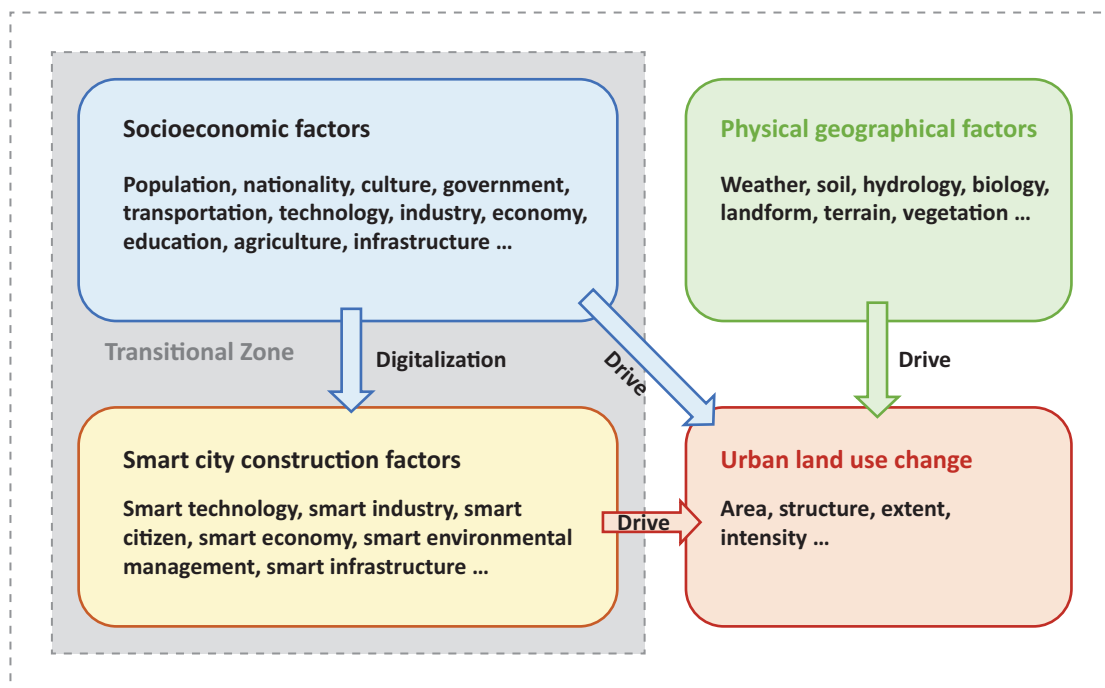 Socioeconomic factors
Population, nationality, culture, government,
transportation, technology, industry, economy,
education, agriculture, infrastructure ...
Physical geographical factors
Weather, soil, hydrology, biology,
landform, terrain, vegetation ...
Transitional Zone
Digitalization
Drive
Drive
Smart city construction factors
Smart technology, smart industry, smart
citizen, smart economy, smart environmental
management, smart infrastructure ...
Drive
Urban land use change
Area, structure, extent,
intensity ...